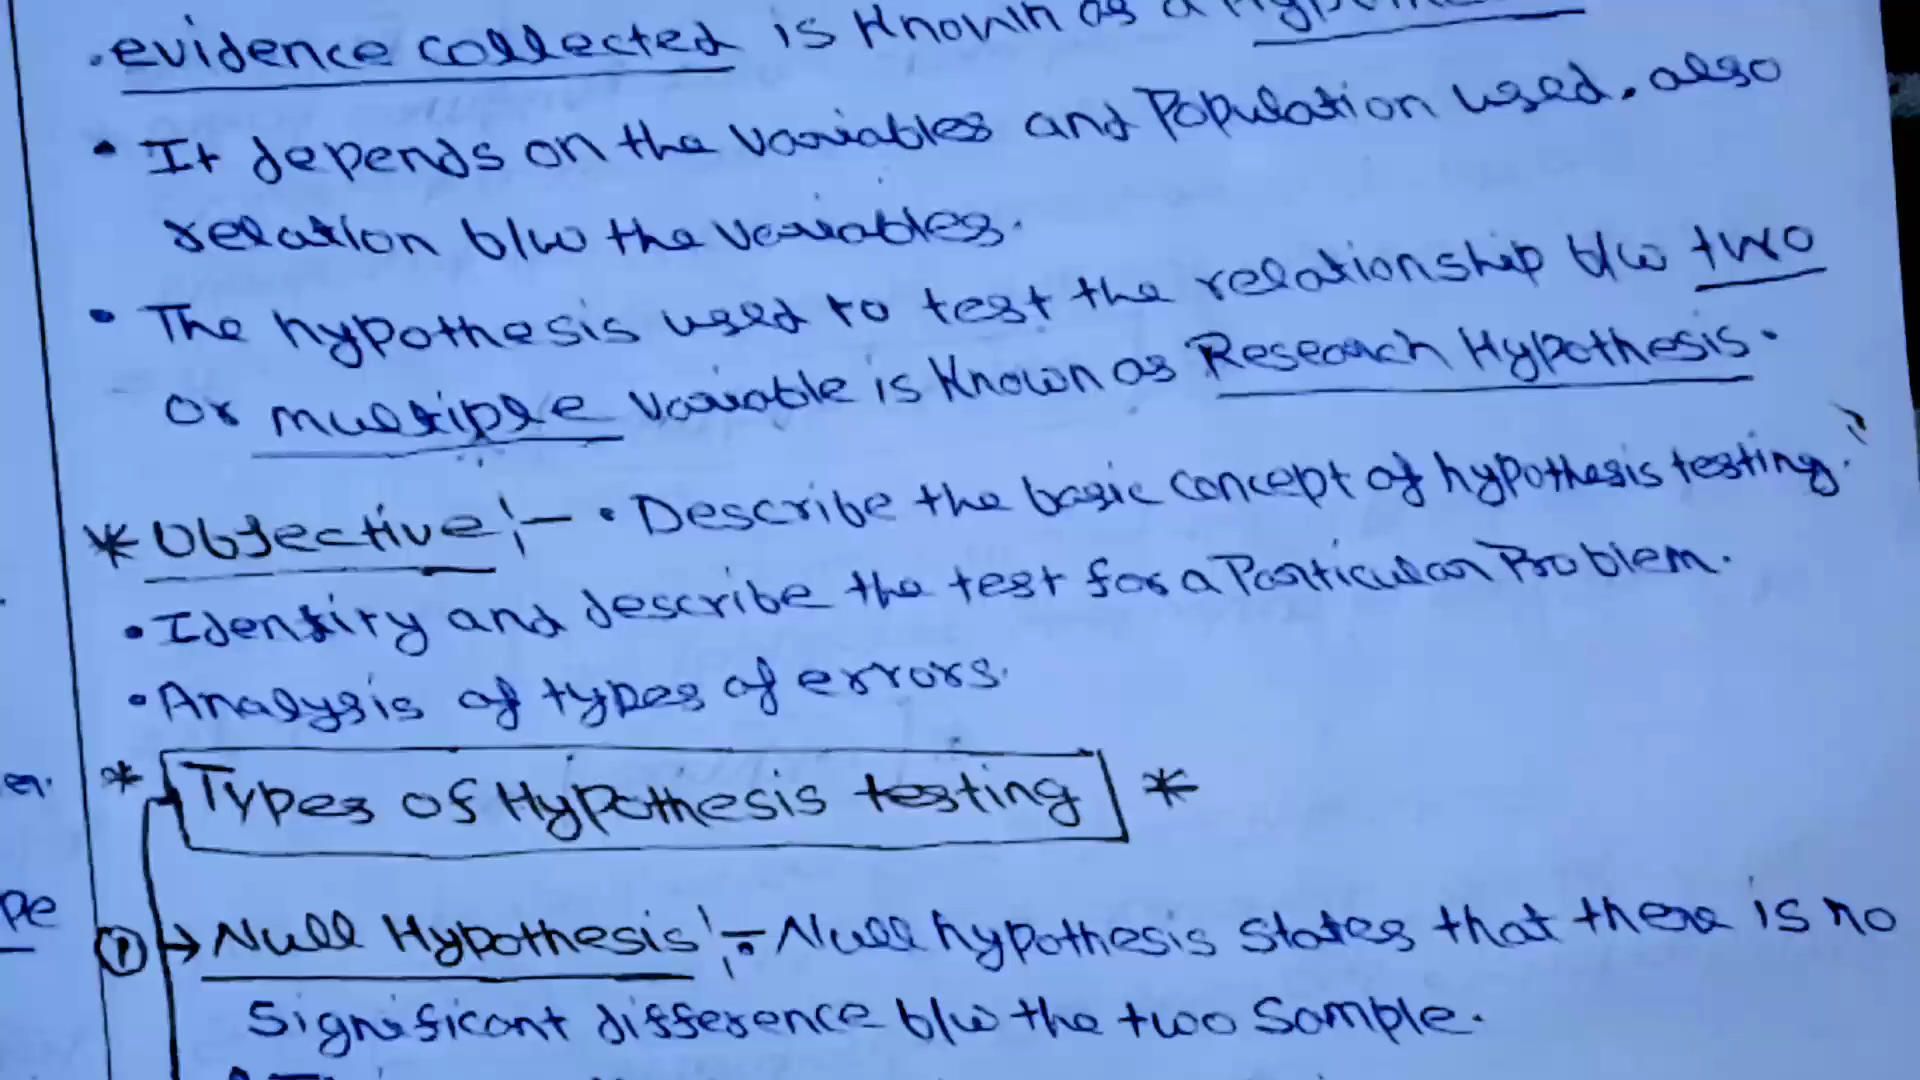 .evidence collected is Known as a
• It depends on the variables and Population used. also
relation b/w the variables.
• The hypothesis used to test the relationship b/w two
or multiple variable is Known as Research Hypothesis.
* Objective :- • Describe the basic concept of hypothesis testing.
• Identity and describe the test for a Particular Problem.
• Analysis of types of errors.
er. * Types of Hypothesis testing *
pe
① → Null Hypothesis :- Null hypothesis states that there is no
Significant difference b/w the two Sample.